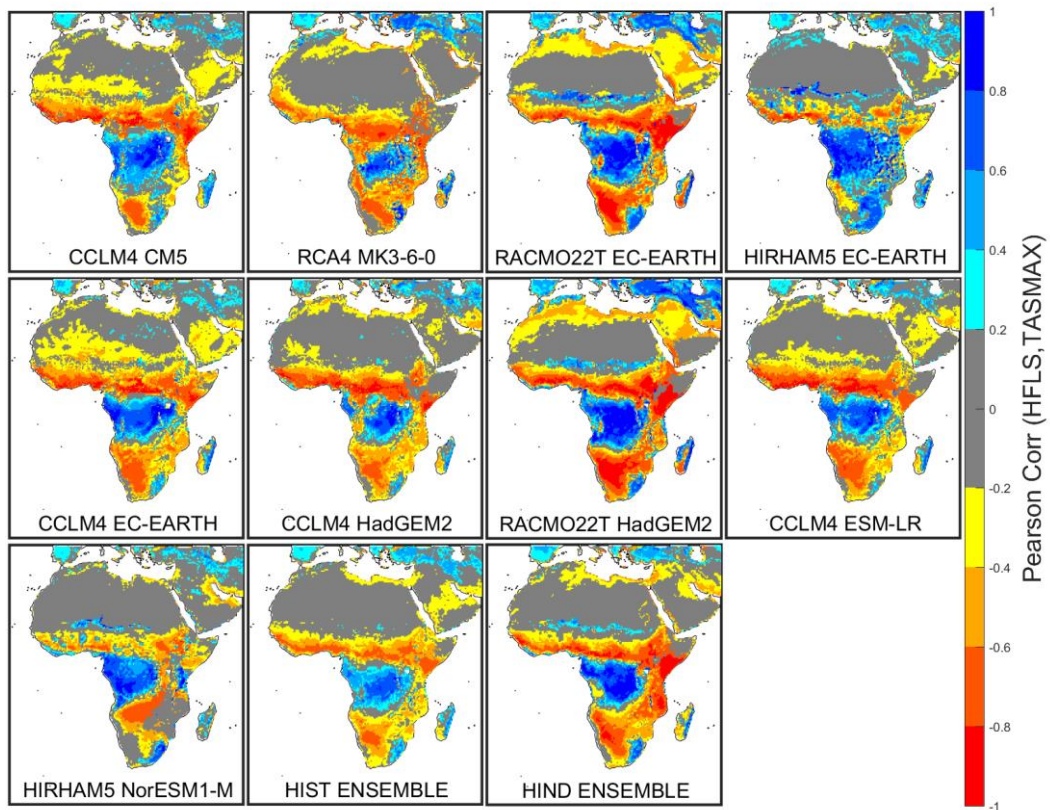 CCLM4 CM5
RCA4 MK3-6-0
RACMO22T EC-EARTH
HIRHAM5 EC-EARTH
CCLM4 EC-EARTH
CCLM4 HadGEM2
RACMO22T HadGEM2
CCLM4 ESM-LR
HIRHAM5 NorESM1-M
HIST ENSEMBLE
HIND ENSEMBLE
1
0.8
0.6
0.4
0.2
0
-0.2
-0.4
-0.6
-0.8
-1
Pearson Corr (HFLS,TASMAX)